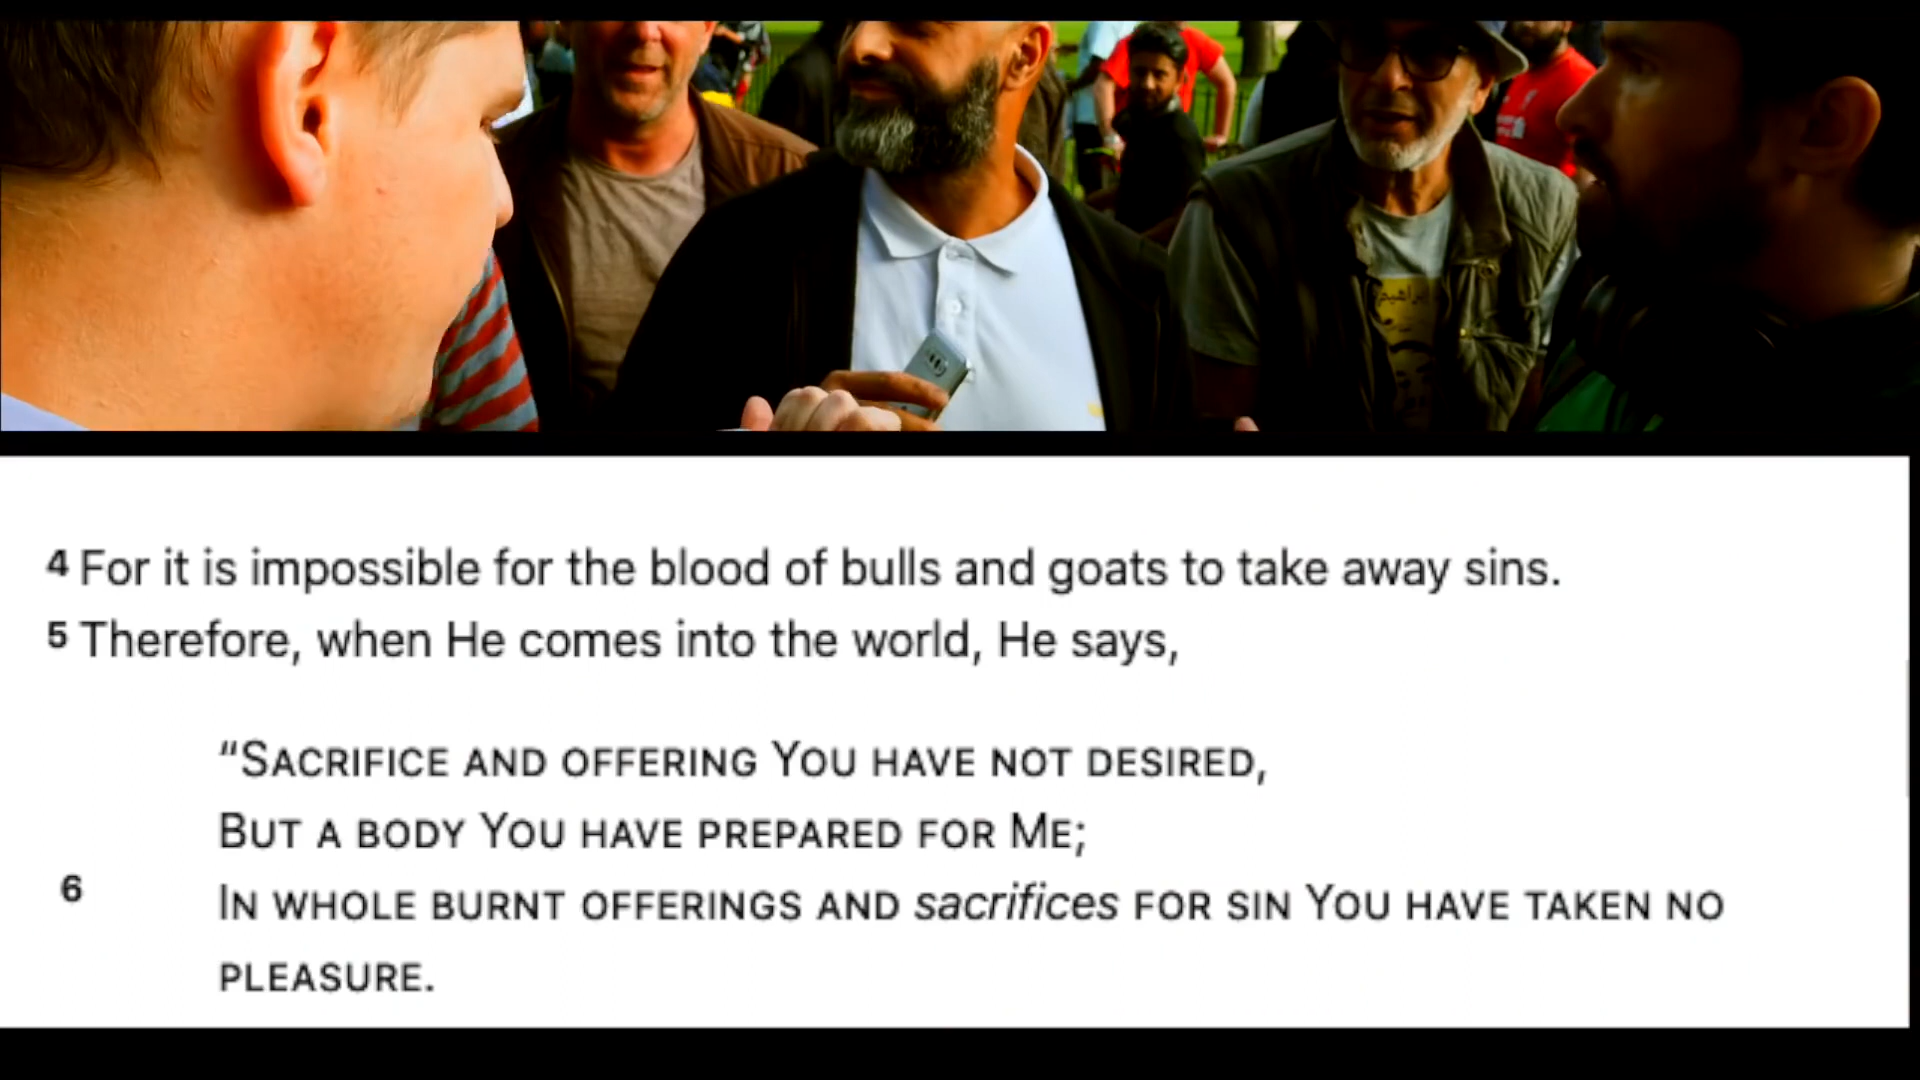 4 For it is impossible for the blood of bulls and goats to take away sins.
5 Therefore, when He comes into the world, He says,
“SACRIFICE AND OFFERING YOU HAVE NOT DESIRED,
BUT A BODY YOU HAVE PREPARED FOR ME;
6 IN WHOLE BURNT OFFERINGS AND sacrifices FOR SIN YOU HAVE TAKEN NO
PLEASURE.